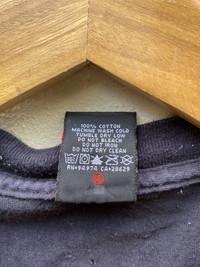 100% COTTON
MACHINE WASH COLD
TUMBLE DRY LOW
DO NOT BLEACH
DO NOT IRON
DO NOT DRY CLEAN
RN#94974 CA#28629